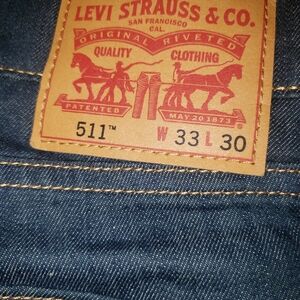 LEVI STRAUSS & CO.
SAN FRANCISCO
CAL.
ORIGINAL RIVETED
QUALITY CLOTHING
PATENTED MAY 20 1873
511™ W 33 L 30